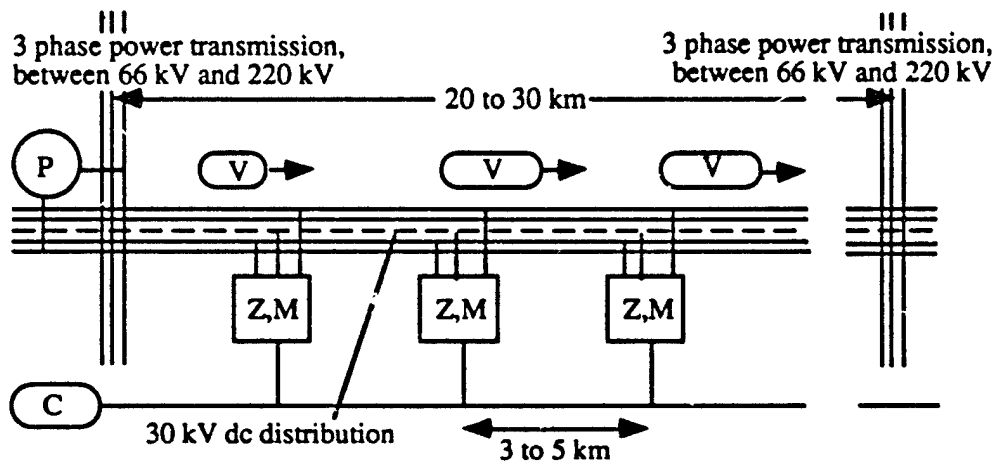 3 phase power transmission,
between 66 kV and 220 kV
3 phase power transmission,
between 66 kV and 220 kV
20 to 30 km
P
V
V
V
Z,M
Z,M
Z,M
C
30 kV dc distribution
3 to 5 km